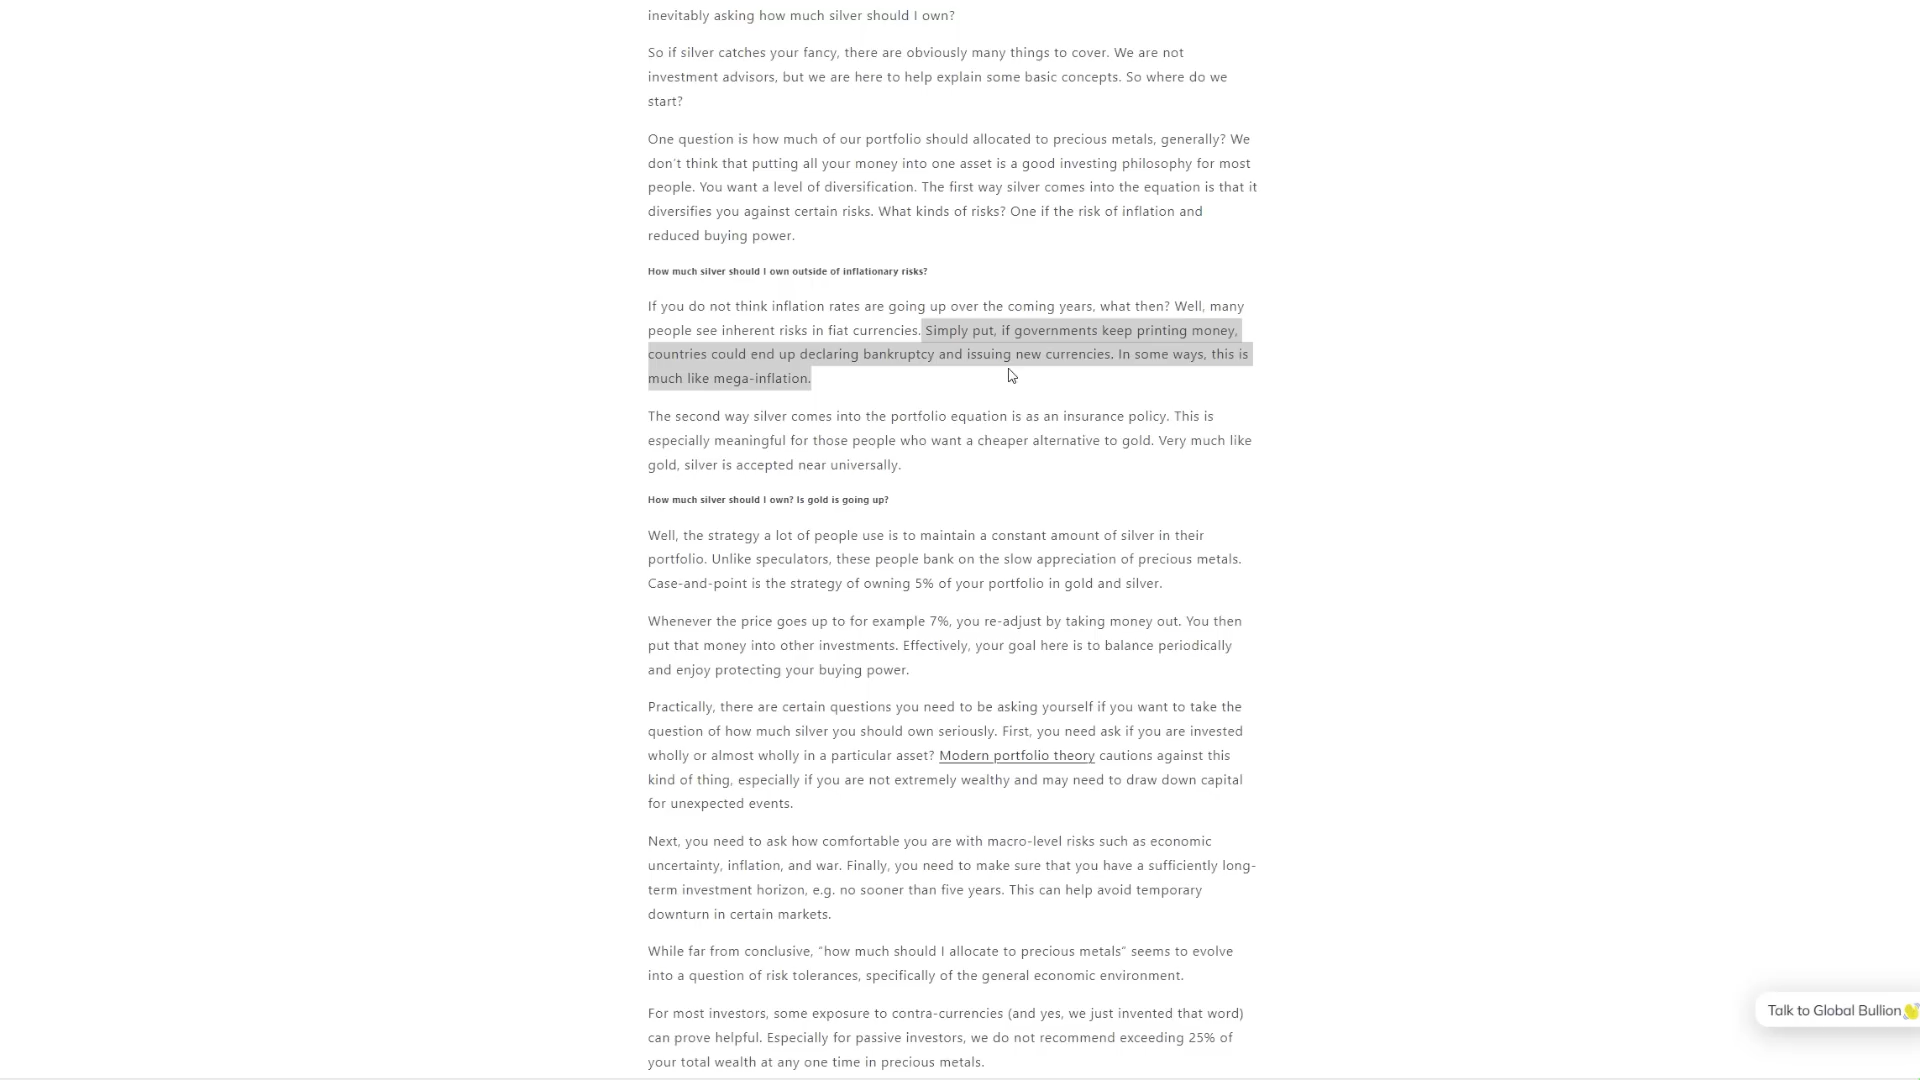 inevitably asking how much silver should I own?
So if silver catches your fancy, there are obviously many things to cover. We are not
investment advisors, but we are here to help explain some basic concepts. So where do we
start?
One question is how much of our portfolio should allocated to precious metals, generally? We
don't think that putting all your money into one asset is a good investing philosophy for most
people. You want a level of diversification. The first way silver comes into the equation is that it
diversifies you against certain risks. What kinds of risks? One if the risk of inflation and
reduced buying power.
How much silver should I own outside of inflationary risks?
If you do not think inflation rates are going up over the coming years, what then? Well, many
people see inherent risks in fiat currencies. Simply put, if governments keep printing money,
countries could end up declaring bankruptcy and issuing new currencies. In some ways, this is
much like mega-inflation.
The second way silver comes into the portfolio equation is as an insurance policy. This is
especially meaningful for those people who want a cheaper alternative to gold. Very much like
gold, silver is accepted near universally.
How much silver should I own? Is gold is going up?
Well, the strategy a lot of people use is to maintain a constant amount of silver in their
portfolio. Unlike speculators, these people bank on the slow appreciation of precious metals.
Case-and-point is the strategy of owning 5% of your portfolio in gold and silver.
Whenever the price goes up to for example 7%, you re-adjust by taking money out. You then
put that money into other investments. Effectively, your goal here is to balance periodically
and enjoy protecting your buying power.
Practically, there are certain questions you need to be asking yourself if you want to take the
question of how much silver you should own seriously. First, you need ask if you are invested
wholly or almost wholly in a particular asset? Modern portfolio theory cautions against this
kind of thing, especially if you are not extremely wealthy and may need to draw down capital
for unexpected events.
Next, you need to ask how comfortable you are with macro-level risks such as economic
uncertainty, inflation, and war. Finally, you need to make sure that you have a sufficiently long-
term investment horizon, e.g. no sooner than five years. This can help avoid temporary
downturn in certain markets.
While far from conclusive, "how much should I allocate to precious metals" seems to evolve
into a question of risk tolerances, specifically of the general economic environment.
For most investors, some exposure to contra-currencies (and yes, we just invented that word)
can prove helpful. Especially for passive investors, we do not recommend exceeding 25% of
your total wealth at any one time in precious metals.
Talk to Global Bullion